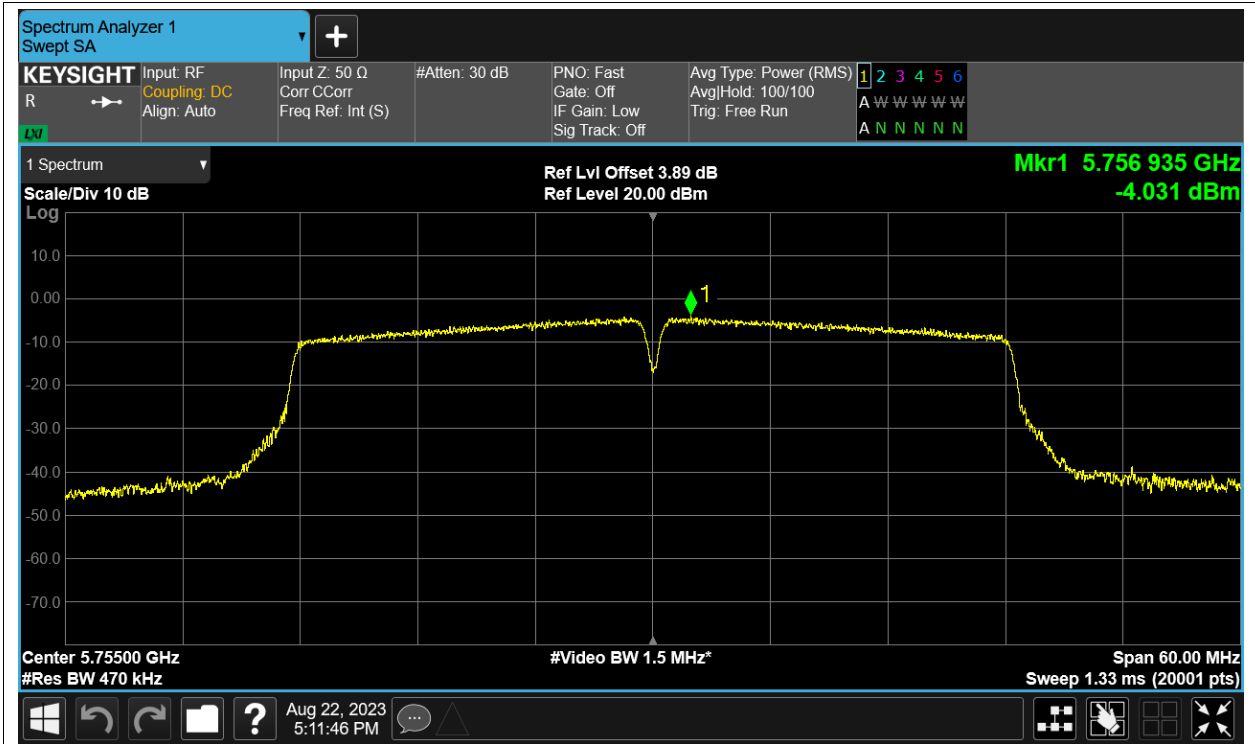 Spectrum Analyzer 1
Swept SA
KEYSIGHT
R
LXI
Input: RF
Coupling: DC
Align: Auto
Input Z: 50 Ω
Corr CCorr
Freq Ref: Int (S)
#Atten: 30 dB
PNO: Fast
Gate: Off
IF Gain: Low
Sig Track: Off
Avg Type: Power (RMS)
Avg|Hold: 100/100
Trig: Free Run
1 2 3 4 5 6
A W W W W W
A N N N N N
1 Spectrum
Scale/Div 10 dB
Log
Ref Lvl Offset 3.89 dB
Ref Level 20.00 dBm
Mkr1 5.756 935 GHz
-4.031 dBm
10.0
0.00
1
-10.0
-20.0
-30.0
-40.0
-50.0
-60.0
-70.0
Center 5.75500 GHz
#Video BW 1.5 MHz*
Span 60.00 MHz
#Res BW 470 kHz
Sweep 1.33 ms (20001 pts)
?
Aug 22, 2023
5:11:46 PM